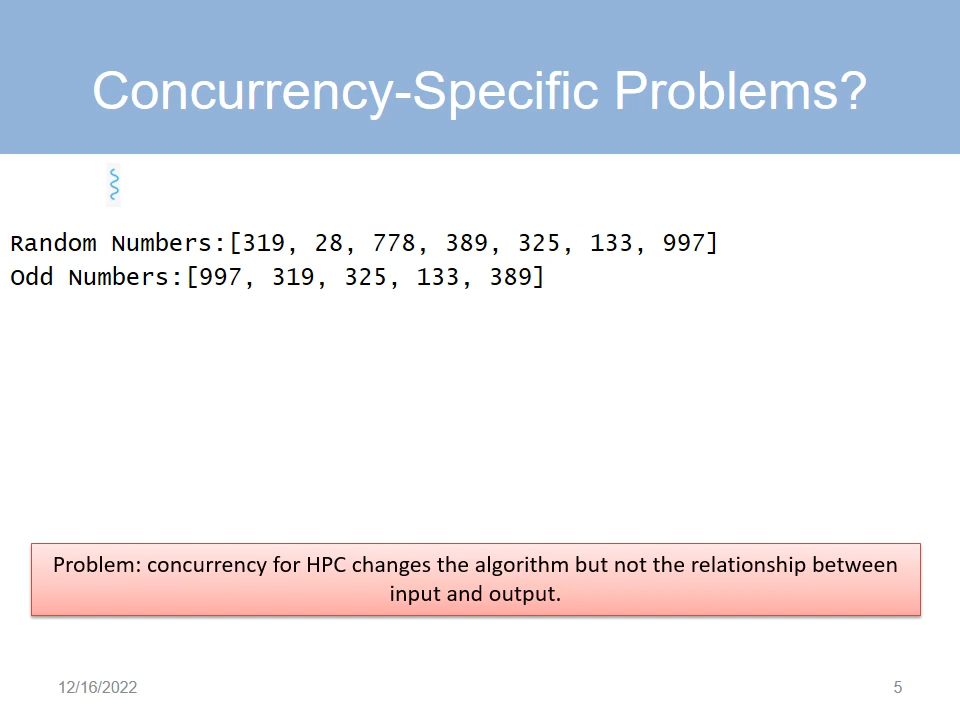 Concurrency-Specific Problems?
Random Numbers:[319, 28, 778, 389, 325, 133, 997]
Odd Numbers:[997, 319, 325, 133, 389]
Problem: concurrency for HPC changes the algorithm but not the relationship between
input and output.
12/16/2022
5